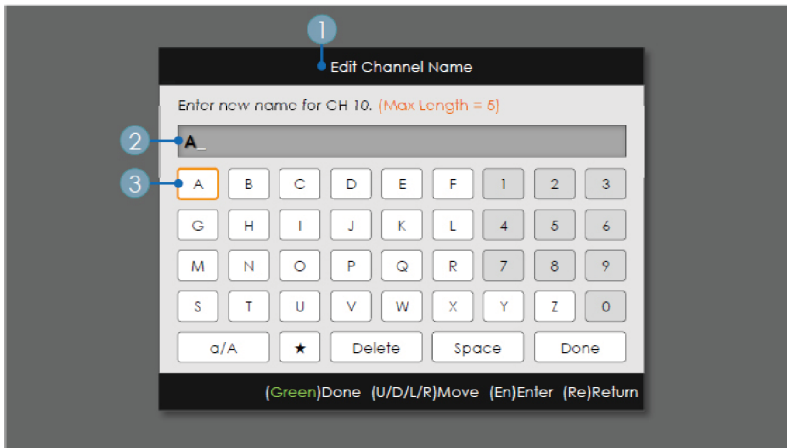 1
Edit Channel Name
Enter new name for CH 10. (Max Length = 5)
2
A_
3
A B C D E F 1 2 3
G H I J K L 4 5 6
M N O P Q R 7 8 9
S T U V W X Y Z 0
a/A ★ Delete Space Done
(Green)Done (U/D/L/R)Move (En)Enter (Re)Return